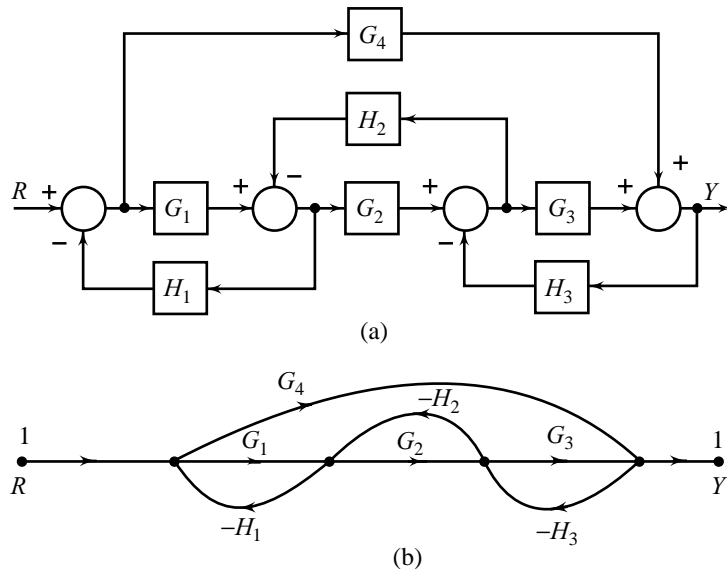 G4
H2
R + − G1 + − G2 + − G3 + + Y
H1
H3
(a)
G4
−H2
1 G1 G2 G3 1
R Y
−H1 −H3
(b)